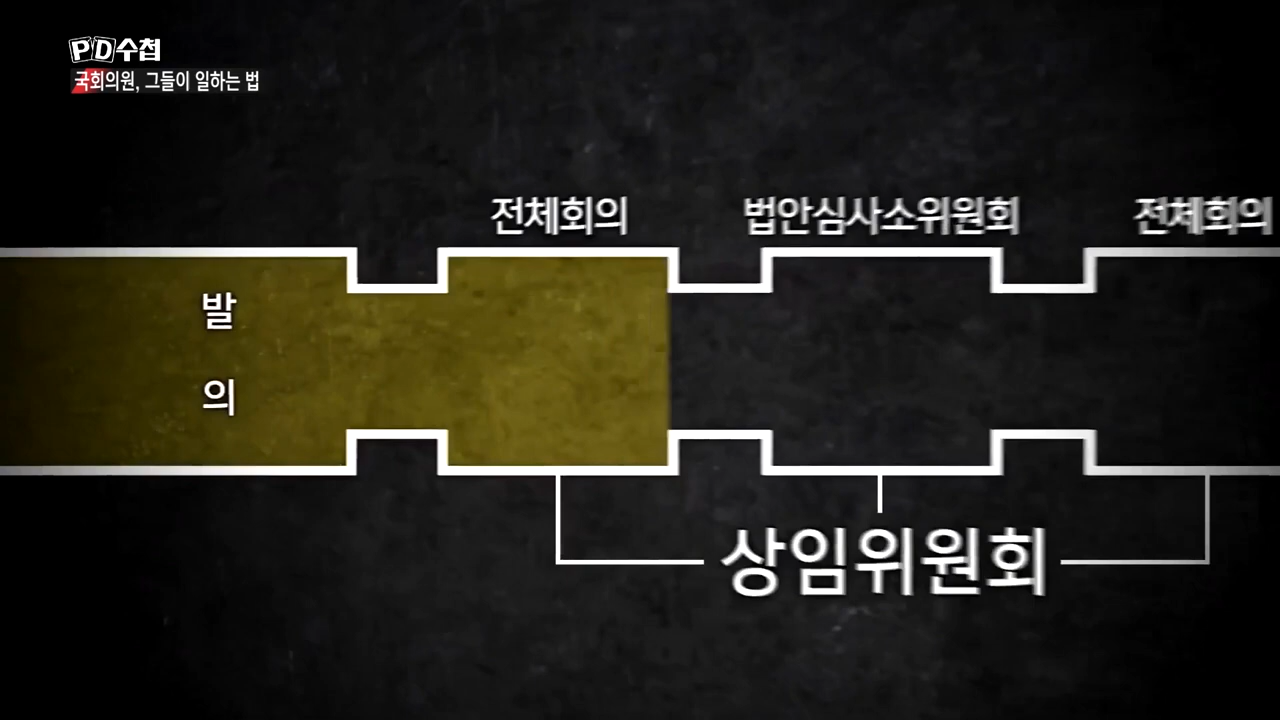 PD수첩
국회의원, 그들이 일하는 법
전체회의 법안심사소위원회 전체회의
발
의
상임위원회